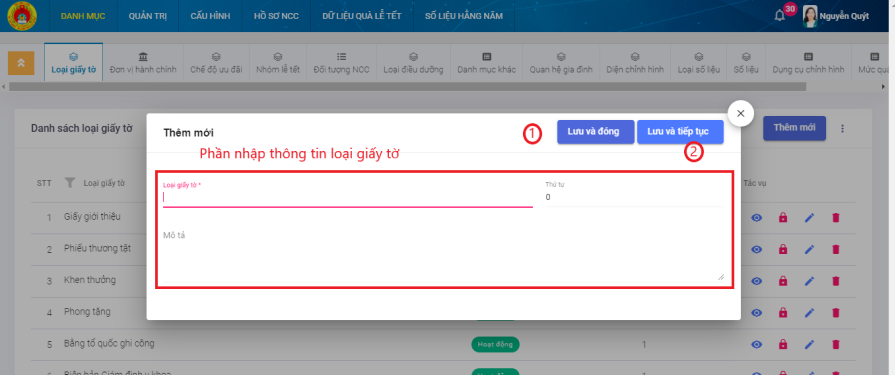 DANH MỤC QUẢN TRỊ CẤU HÌNH HỒ SƠ NCC DỮ LIỆU QUÀ LỄ TẾT SỐ LIỆU HẰNG NĂM 30 Nguyễn Quýt
Loại giấy tờ Đơn vị hành chính Chế độ ưu đãi Nhóm lễ tết Đối tượng NCC Loại điều dưỡng Danh mục khác Quan hệ gia đình Diện chỉnh hình Loại số liệu Số liệu Dụng cụ chỉnh hình Mức quà
Danh sách loại giấy tờ Thêm mới
Thêm mới 1 Lưu và đóng Lưu và tiếp tục
2
Phần nhập thông tin loại giấy tờ
STT Loại giấy tờ Tác vụ
Loại giấy tờ * Thứ tự
0
Mô tả
1 Giấy giới thiệu
2 Phiếu thương tật
3 Khen thưởng
4 Phong tặng
5 Bằng tổ quốc ghi công Hoạt động 1
6 Biên bản Giám định y khoa